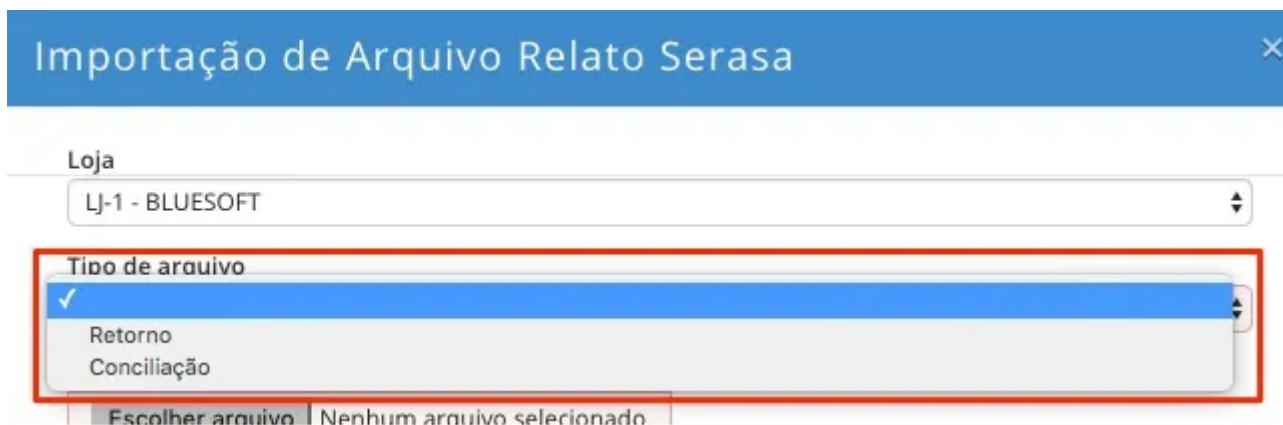 Importação de Arquivo Relato Serasa
Loja
LJ-1 - BLUESOFT
Tipo de arquivo
Retorno
Conciliação
Escolher arquivo Nenhum arquivo selecionado